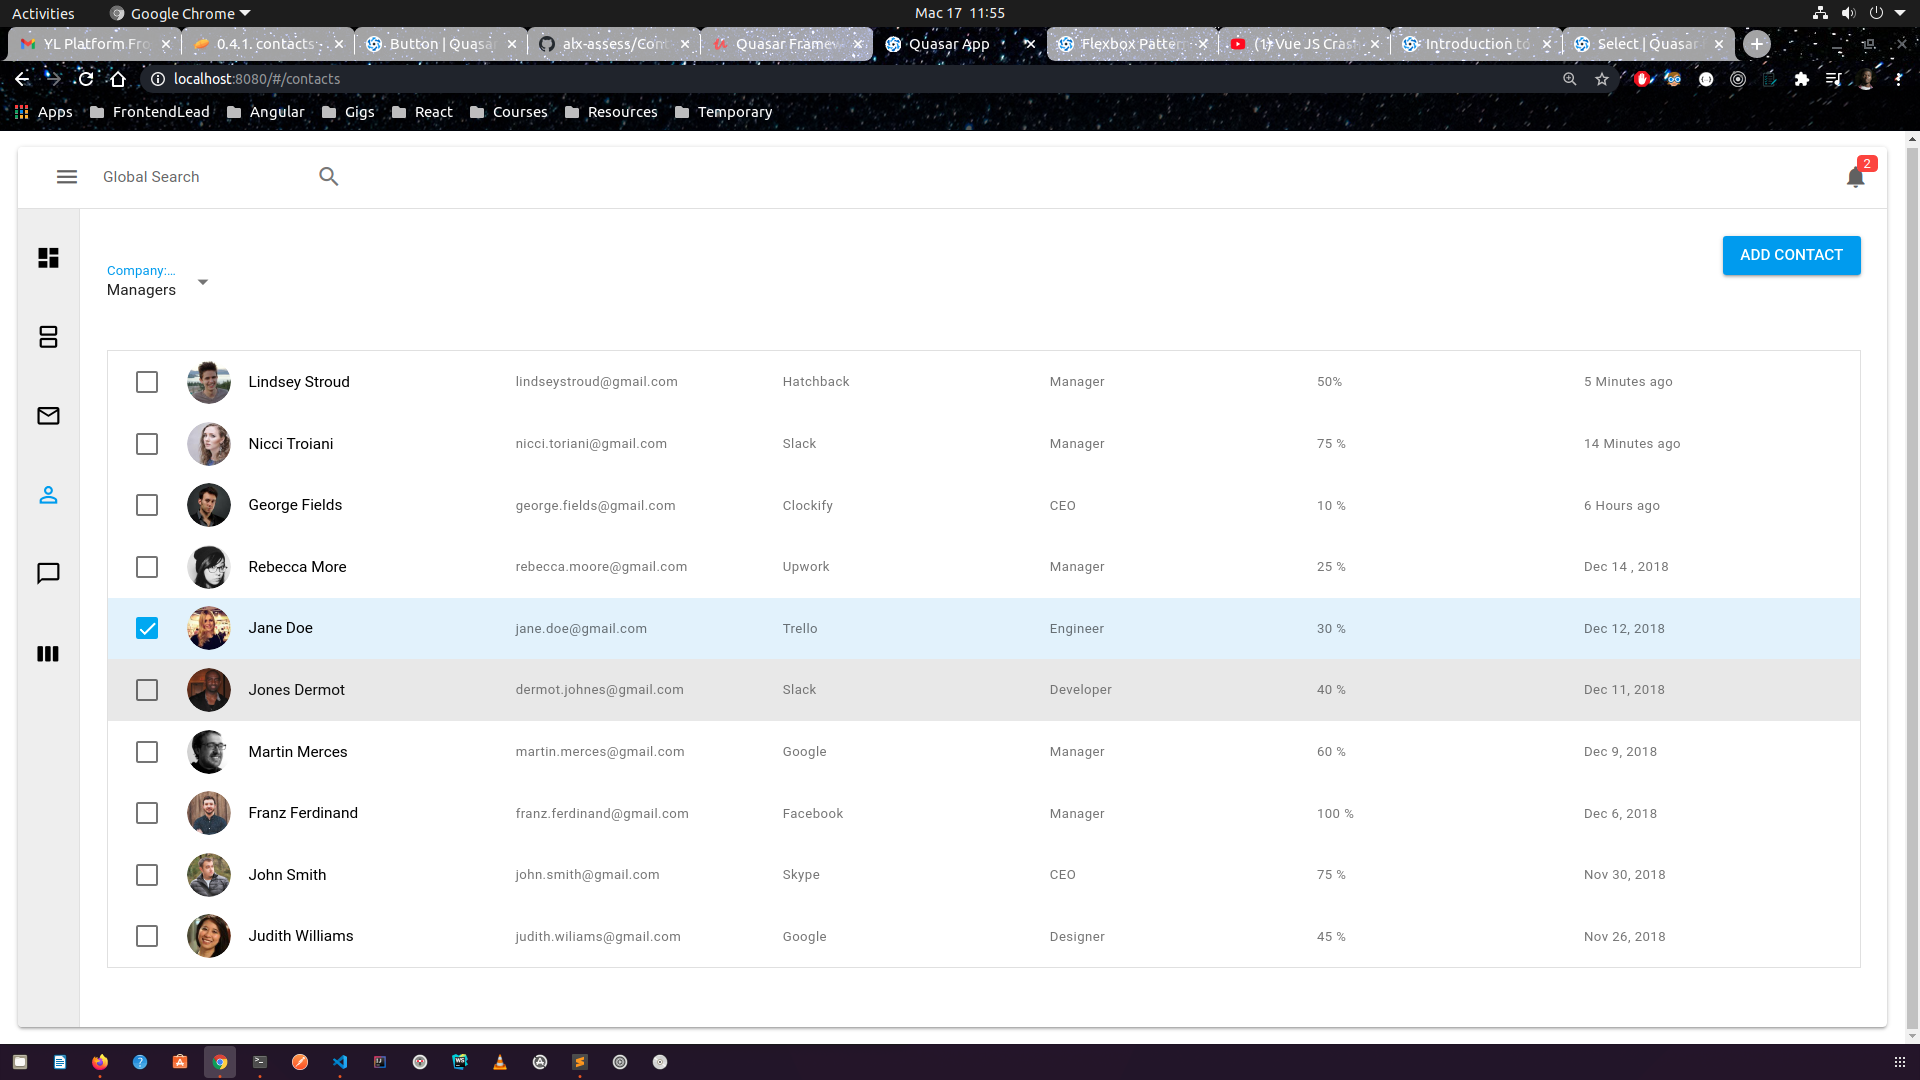 Activities
Google Chrome
Mac 17 11:55
YL Platform Fro
0.4.1. contacts
Button | Quasar
alx-assess/Cont
Quasar Framew
Quasar App
Flexbox Patter
(1) Vue JS Cras
Introduction to
Select | Quasar
localhost:8080/#/contacts
Apps
FrontendLead
Angular
Gigs
React
Courses
Resources
Temporary
Global Search
2
ADD CONTACT
Company:...
Managers
Lindsey Stroud lindseystroud@gmail.com Hatchback Manager 50% 5 Minutes ago
Nicci Troiani nicci.toriani@gmail.com Slack Manager 75 % 14 Minutes ago
George Fields george.fields@gmail.com Clockify CEO 10 % 6 Hours ago
Rebecca More rebecca.moore@gmail.com Upwork Manager 25 % Dec 14 , 2018
Jane Doe jane.doe@gmail.com Trello Engineer 30 % Dec 12, 2018
Jones Dermot dermot.johnes@gmail.com Slack Developer 40 % Dec 11, 2018
Martin Merces martin.merces@gmail.com Google Manager 60 % Dec 9, 2018
Franz Ferdinand franz.ferdinand@gmail.com Facebook Manager 100 % Dec 6, 2018
John Smith john.smith@gmail.com Skype CEO 75 % Nov 30, 2018
Judith Williams judith.wiliams@gmail.com Google Designer 45 % Nov 26, 2018